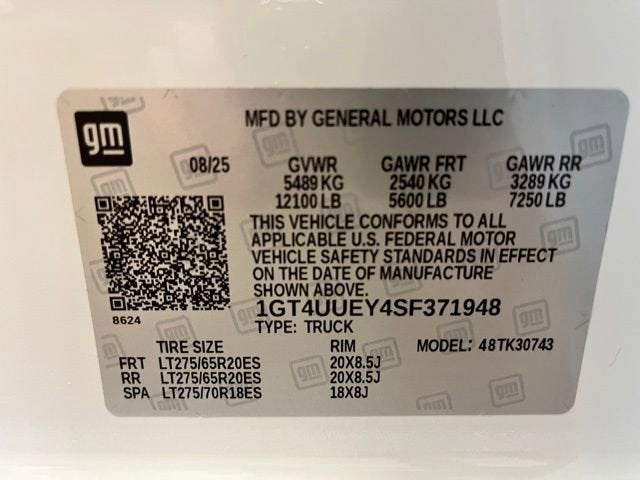 gm
MFD BY GENERAL MOTORS LLC
08/25 GVWR GAWR FRT GAWR RR
5489 KG 2540 KG 3289 KG
12100 LB 5600 LB 7250 LB
THIS VEHICLE CONFORMS TO ALL
APPLICABLE U.S. FEDERAL MOTOR
VEHICLE SAFETY STANDARDS IN EFFECT
ON THE DATE OF MANUFACTURE
SHOWN ABOVE.
8624
1GT4UUEY4SF371948
TYPE: TRUCK
TIRE SIZE RIM MODEL: 48TK30743
FRT LT275/65R20ES 20X8.5J
RR LT275/65R20ES 20X8.5J
SPA LT275/70R18ES 18X8J